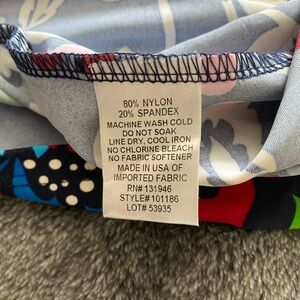 80% NYLON
20% SPANDEX
MACHINE WASH COLD
DO NOT SOAK
LINE DRY, COOL IRON
NO CHLORINE BLEACH
NO FABRIC SOFTENER
MADE IN USA OF
IMPORTED FABRIC
RN# 131946
STYLE# 101186
LOT# 53935